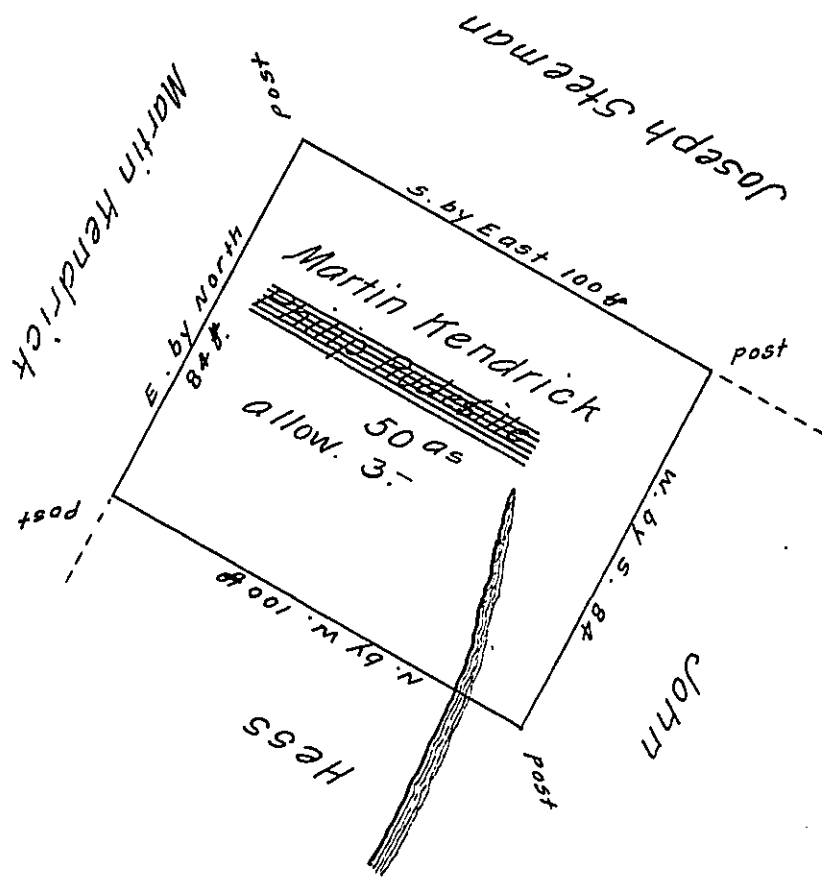 Joseph Steeman
Martin Kendrick
post
S. by East 100 p
E. by North
84 p.
Martin Kendrick
Philip
50 as
allow. 3.-
post
post
W. by S. 84
N. by W. 100 p
John
Hess
post